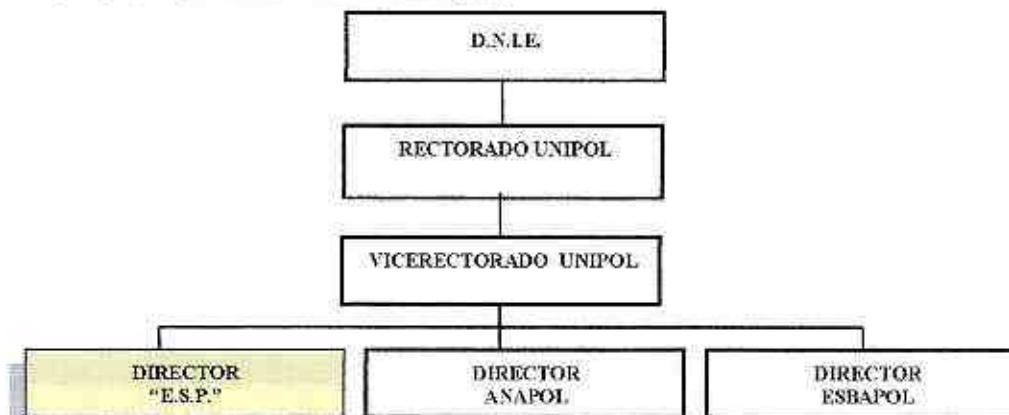 D.N.I.E.
RECTORADO UNIPOL
VICERECTORADO UNIPOL
DIRECTOR
"E.S.P."
DIRECTOR
ANAPOL
DIRECTOR
ESBAPOL